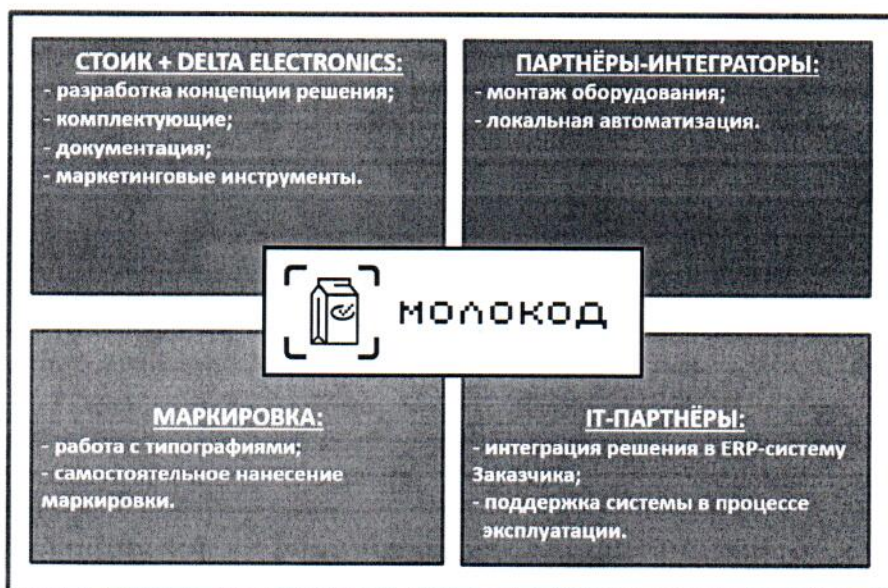 СТОИК + DELTA ELECTRONICS:
- разработка концепции решения;
- комплектующие;
- документация;
- маркетинговые инструменты.
ПАРТНЁРЫ-ИНТЕГРАТОРЫ:
- монтаж оборудования;
- локальная автоматизация.
МОЛОКОД
МАРКИРОВКА:
- работа с типографиями;
- самостоятельное нанесение
маркировки.
IT-ПАРТНЁРЫ:
- интеграция решения в ERP-систему
Заказчика;
- поддержка системы в процессе
эксплуатации.